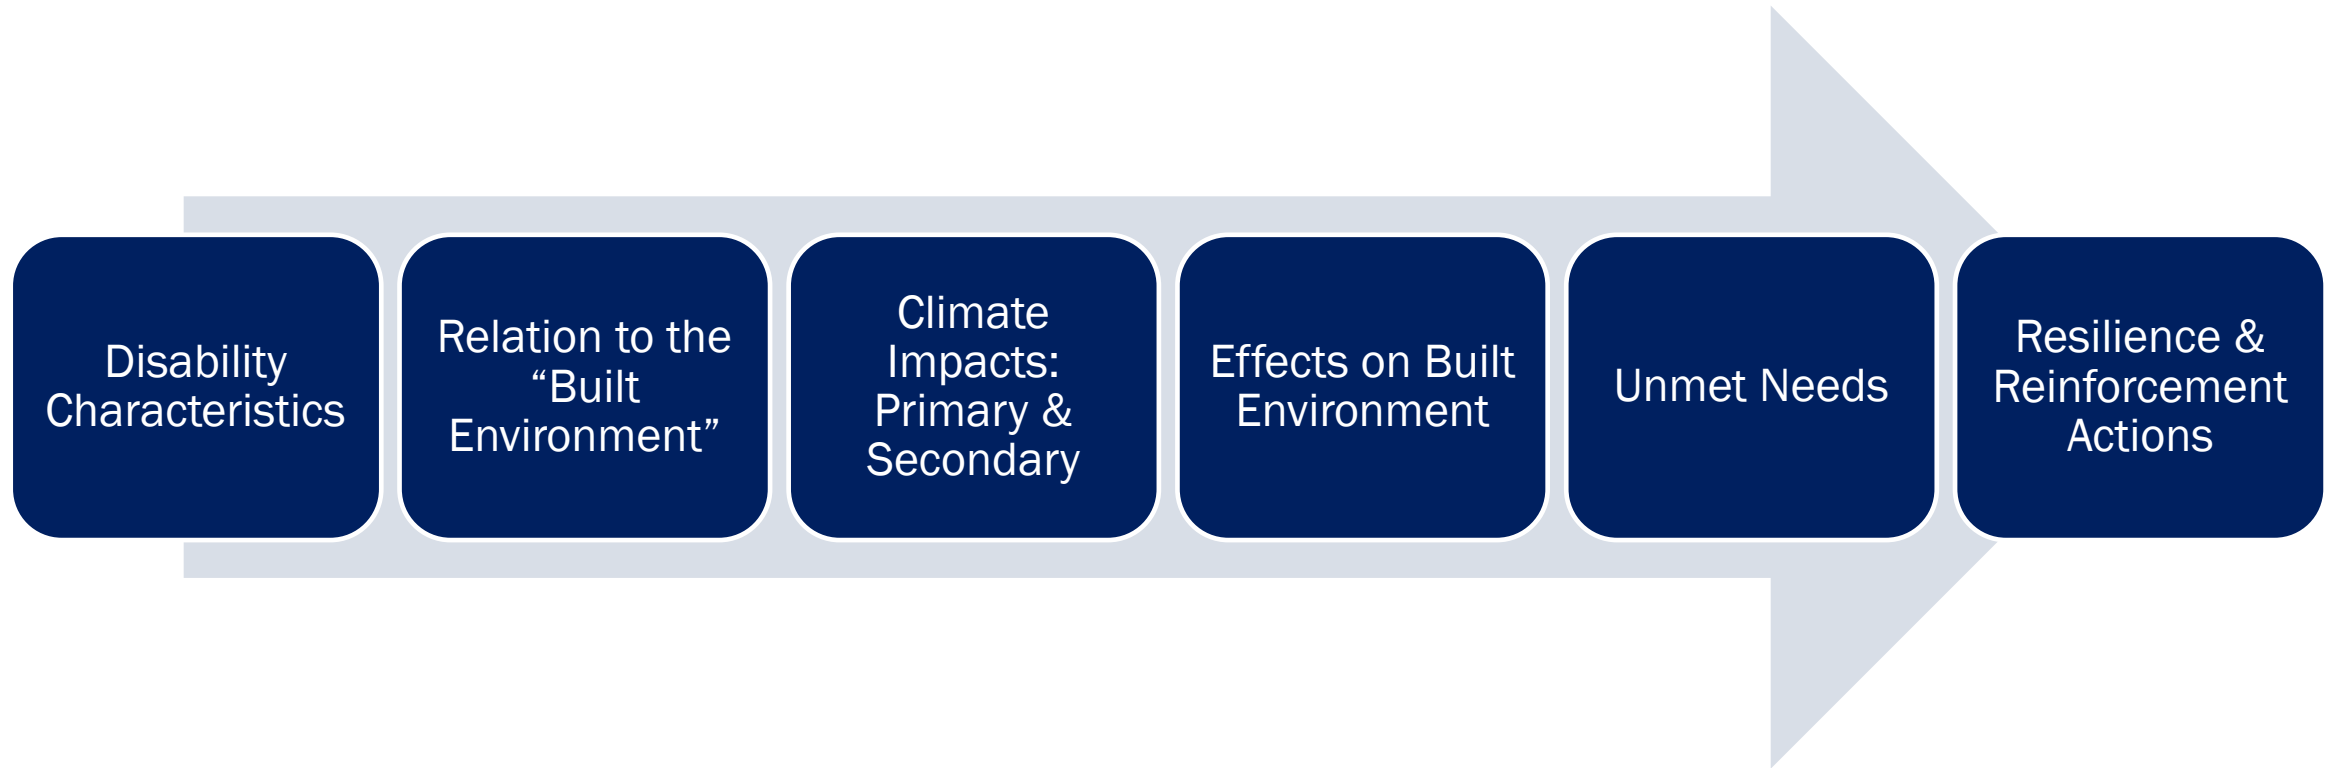 Disability
Characteristics
Relation to the
“Built
Environment”
Climate
Impacts:
Primary &
Secondary
Effects on Built
Environment
Unmet Needs
Resilience &
Reinforcement
Actions